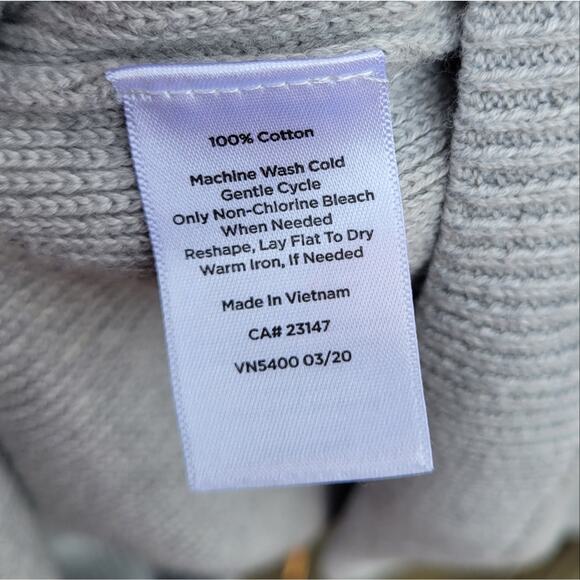 100% Cotton
Machine Wash Cold
Gentle Cycle
Only Non-Chlorine Bleach
When Needed
Reshape, Lay Flat To Dry
Warm Iron, If Needed
Made In Vietnam
CA# 23147
VN5400 03/20